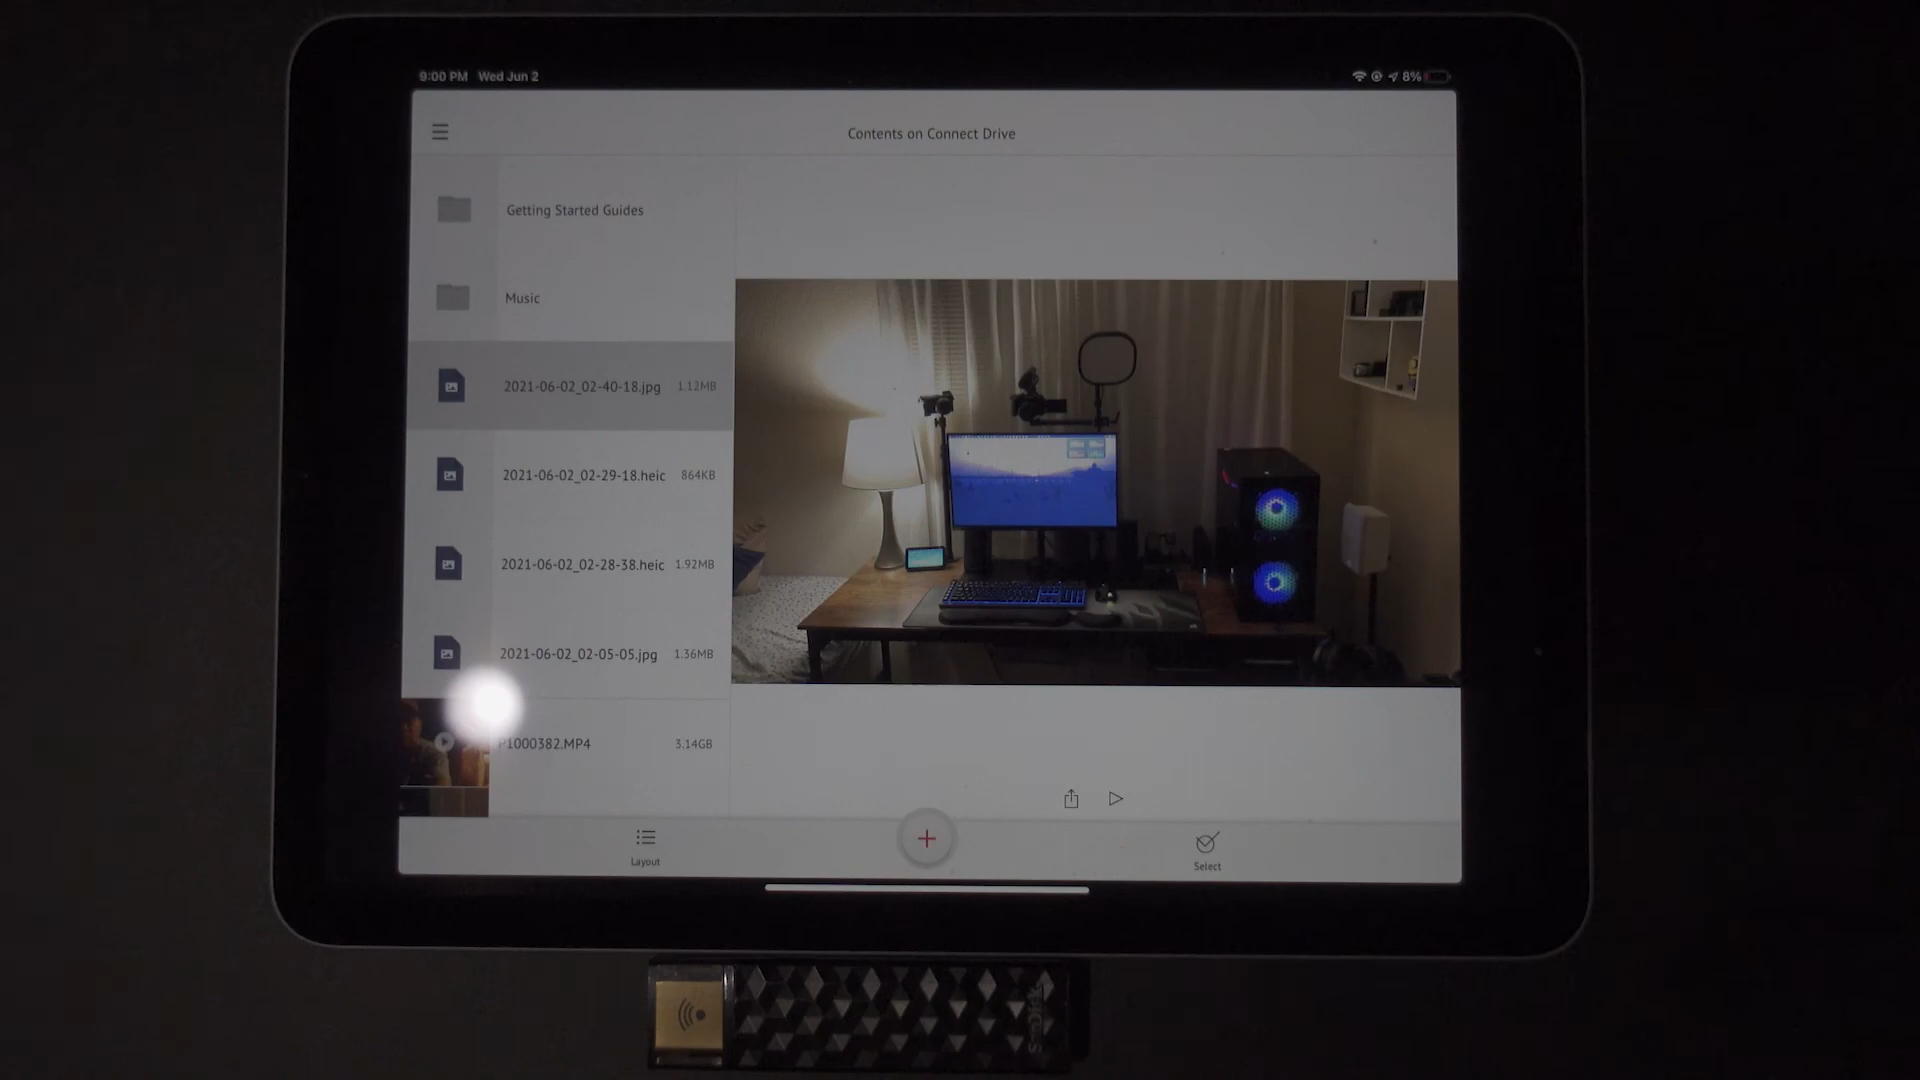 9:00 PM Wed Jun 2
8%
Contents on Connect Drive
Getting Started Guides
Music
2021-06-02_02-40-18.jpg 1.12MB
2021-06-02_02-29-18.heic 864KB
2021-06-02_02-28-38.heic 1.92MB
2021-06-02_02-05-05.jpg 1.36MB
P1000382.MP4 3.14GB
Layout
Select